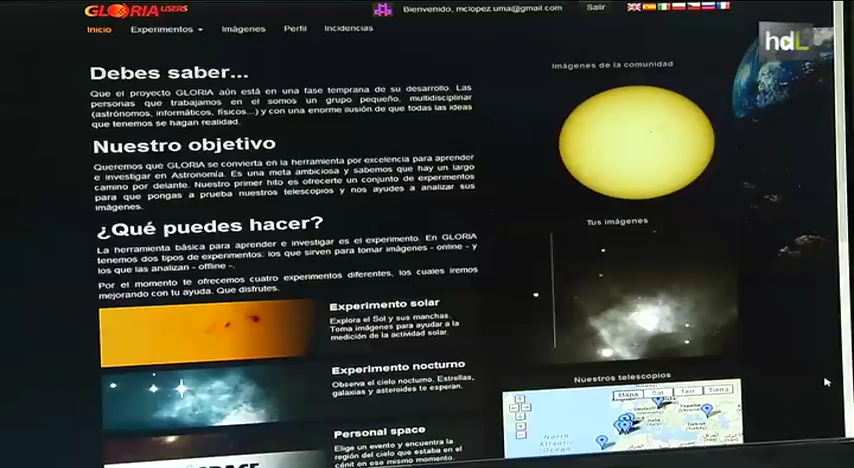 GLORIA USERS
Bienvenido, mclopez.uma@gmail.com
Salir
Inicio Experimentos Imágenes Perfil Incidencias
hdL
Debes saber...
Que el proyecto GLORIA aún está en una fase temprana de su desarrollo. Las
personas que trabajamos en el somos un grupo pequeño, multidisciplinar
(astrónomos, informáticos, físicos...) y con una enorme ilusión de que todas las ideas
que tenemos se hagan realidad.
Nuestro objetivo
Queremos que GLORIA se convierta en la herramienta por excelencia para aprender
e investigar en Astronomía. Es una meta ambiciosa y sabemos que hay un largo
camino por delante. Nuestro primer hito es ofrecerte un conjunto de experimentos
para que pongas a prueba nuestros telescopios y nos ayudes a analizar sus
imágenes.
¿Qué puedes hacer?
La herramienta básica para aprender e investigar es el experimento. En GLORIA
tenemos dos tipos de experimentos: los que sirven para tomar imágenes - online - y
los que las analizan - offline -.
Por el momento te ofrecemos cuatro experimentos diferentes, los cuales iremos
mejorando con tu ayuda. Que disfrutes.
Experimento solar
Explora el Sol y sus manchas.
Toma imágenes para ayudar a la
medición de la actividad solar.
Experimento nocturno
Observa el cielo nocturno. Estrellas,
galaxias y asteroides te esperan.
Personal space
Elige un evento y encuentra la
región del cielo que estaba en el
cénit en ese mismo momento.
SPACE
Imágenes de la comunidad
Tus imágenes
Nuestros telescopios
Mapa Sat Terr Tierra
North
Atlantic
Ocean